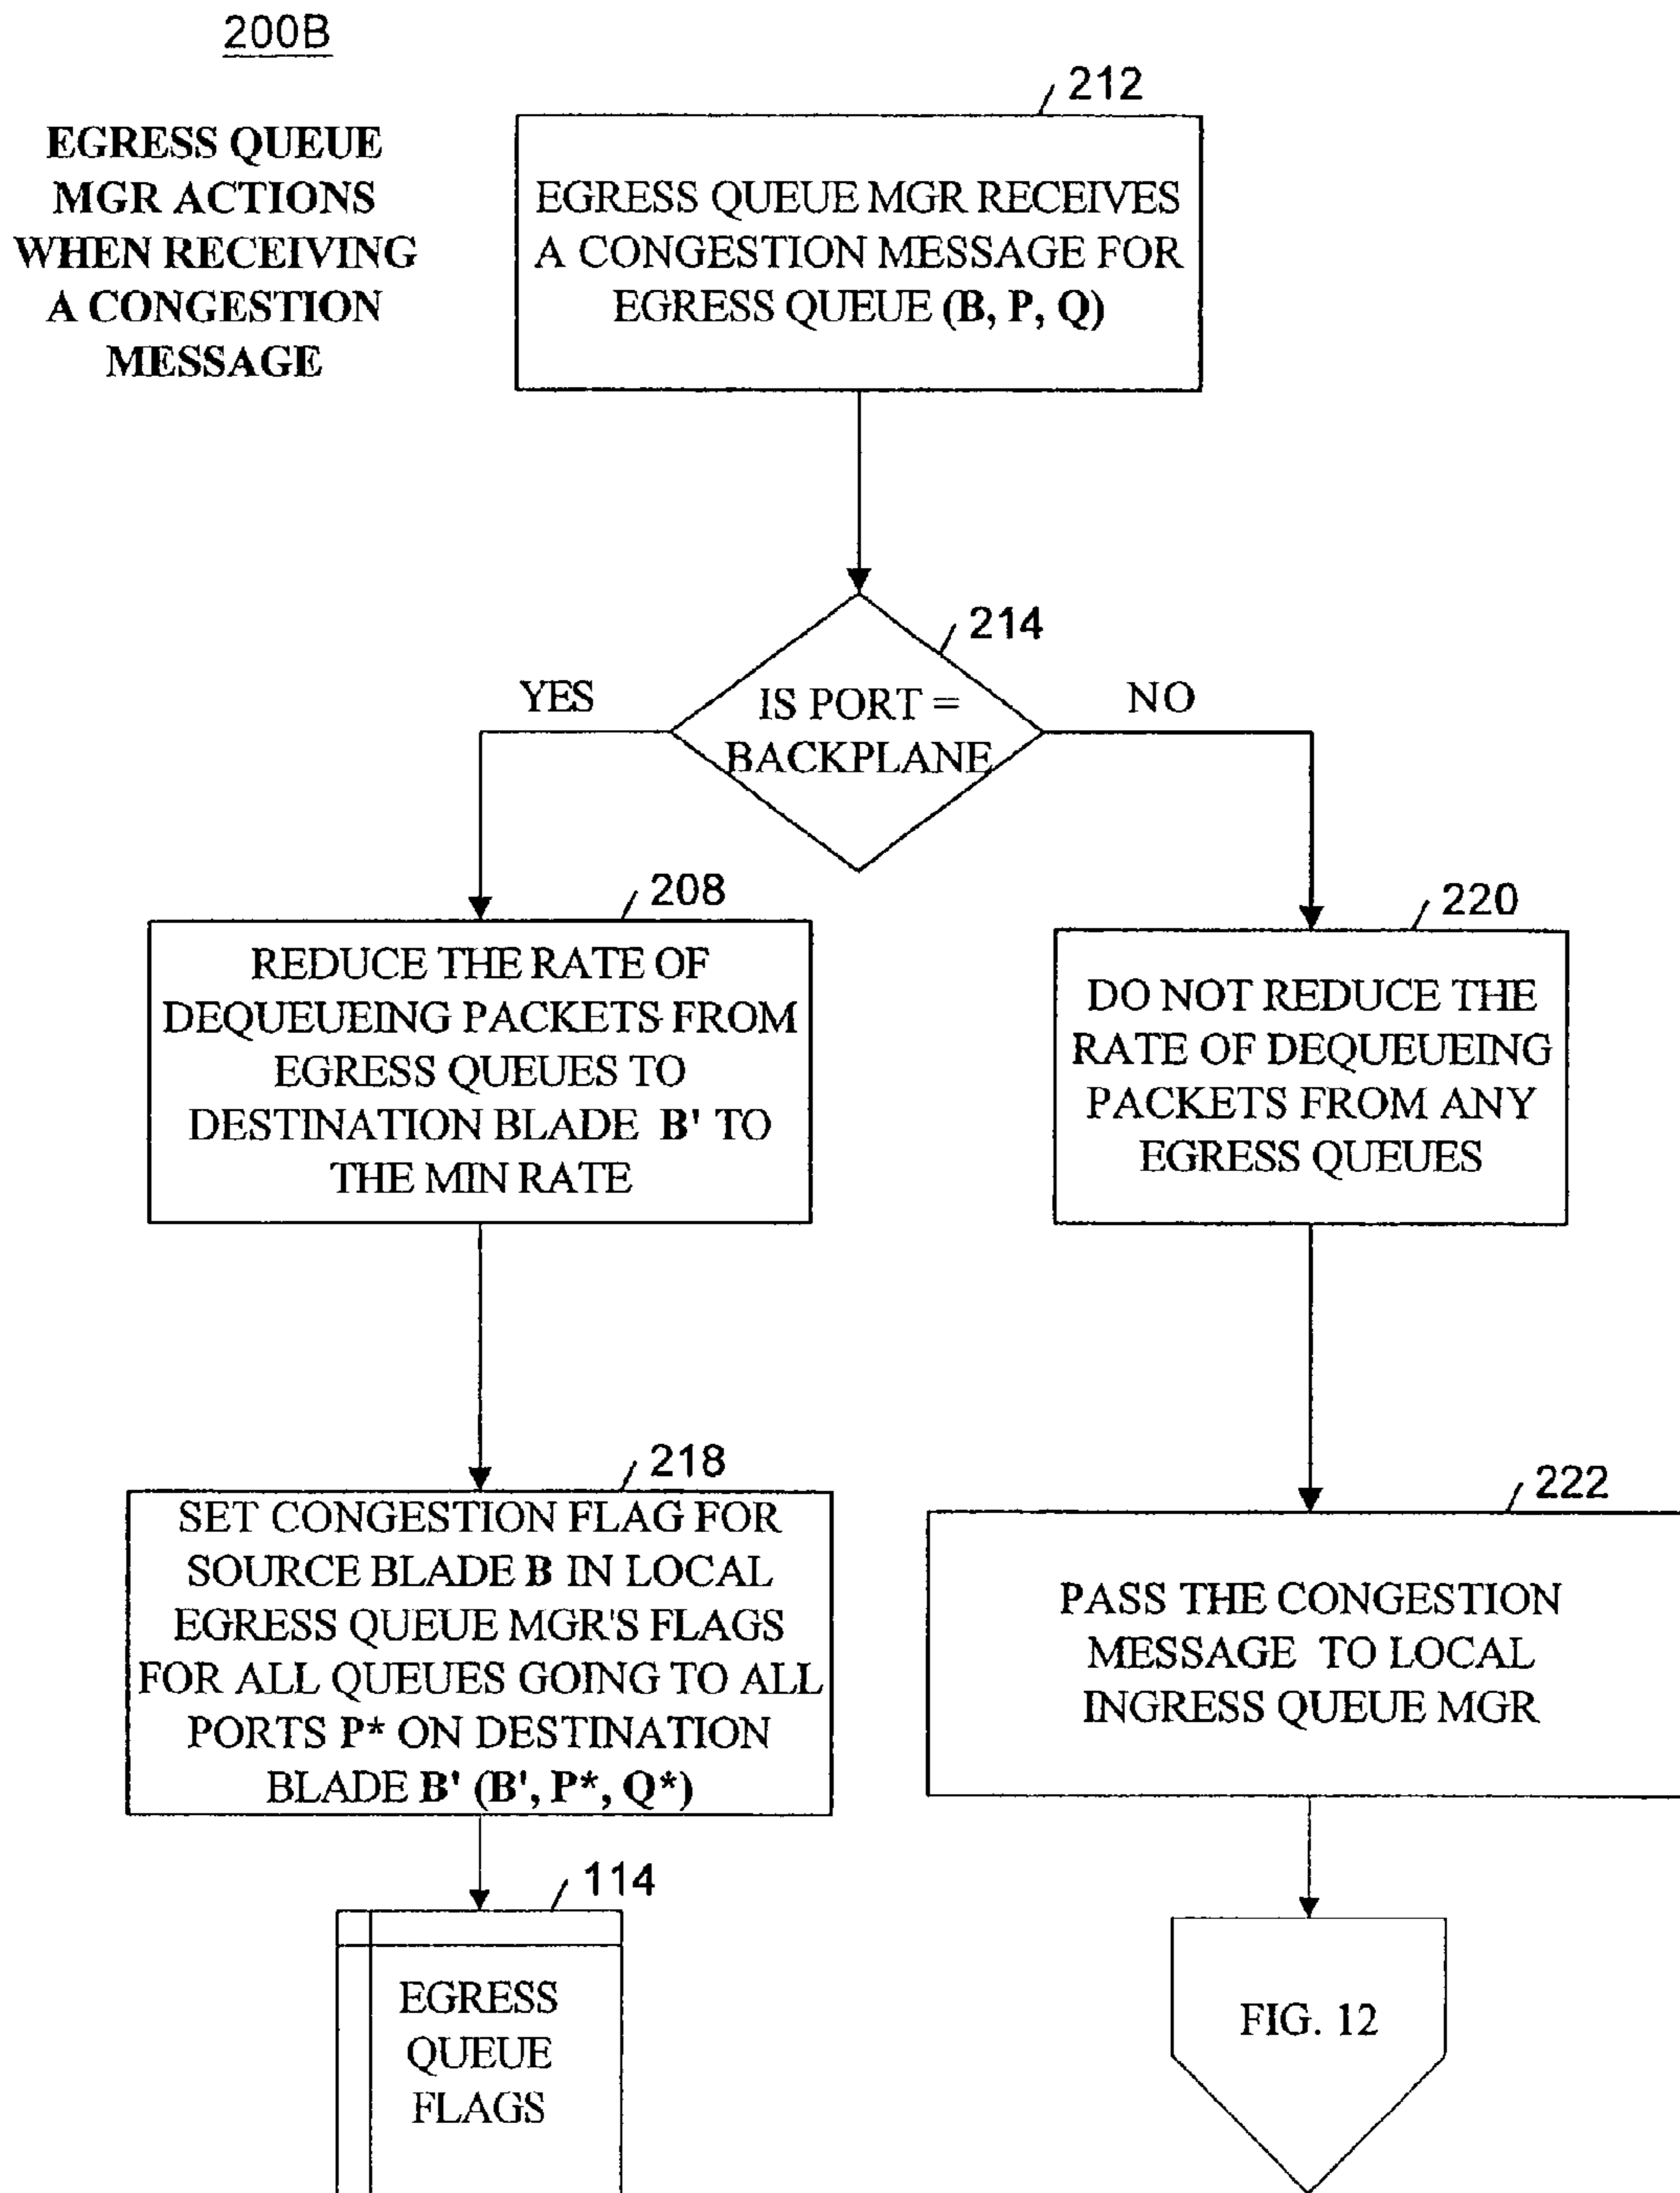 200B
EGRESS QUEUE
MGR ACTIONS
WHEN RECEIVING
A CONGESTION
MESSAGE
212
EGRESS QUEUE MGR RECEIVES
A CONGESTION MESSAGE FOR
EGRESS QUEUE (B, P, Q)
214
IS PORT =
BACKPLANE
YES
NO
208
REDUCE THE RATE OF
DEQUEUEING PACKETS FROM
EGRESS QUEUES TO
DESTINATION BLADE B' TO
THE MIN RATE
220
DO NOT REDUCE THE
RATE OF DEQUEUEING
PACKETS FROM ANY
EGRESS QUEUES
218
SET CONGESTION FLAG FOR
SOURCE BLADE B IN LOCAL
EGRESS QUEUE MGR'S FLAGS
FOR ALL QUEUES GOING TO ALL
PORTS P* ON DESTINATION
BLADE B' (B', P*, Q*)
222
PASS THE CONGESTION
MESSAGE TO LOCAL
INGRESS QUEUE MGR
114
EGRESS
QUEUE
FLAGS
FIG. 12